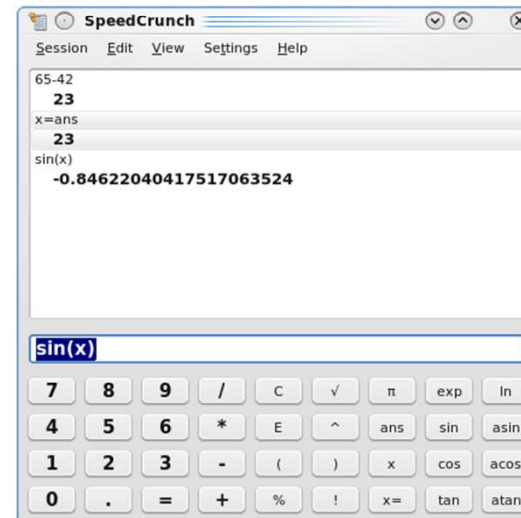 SpeedCrunch
Session Edit View Settings Help
65-42
23
x=ans
23
sin(x)
-0.84622040417517063524
sin(x)
7 8 9 / C √ π exp ln
4 5 6 * E ^ ans sin asin
1 2 3 - ( ) x cos acos
0 . = + % ! x= tan atan